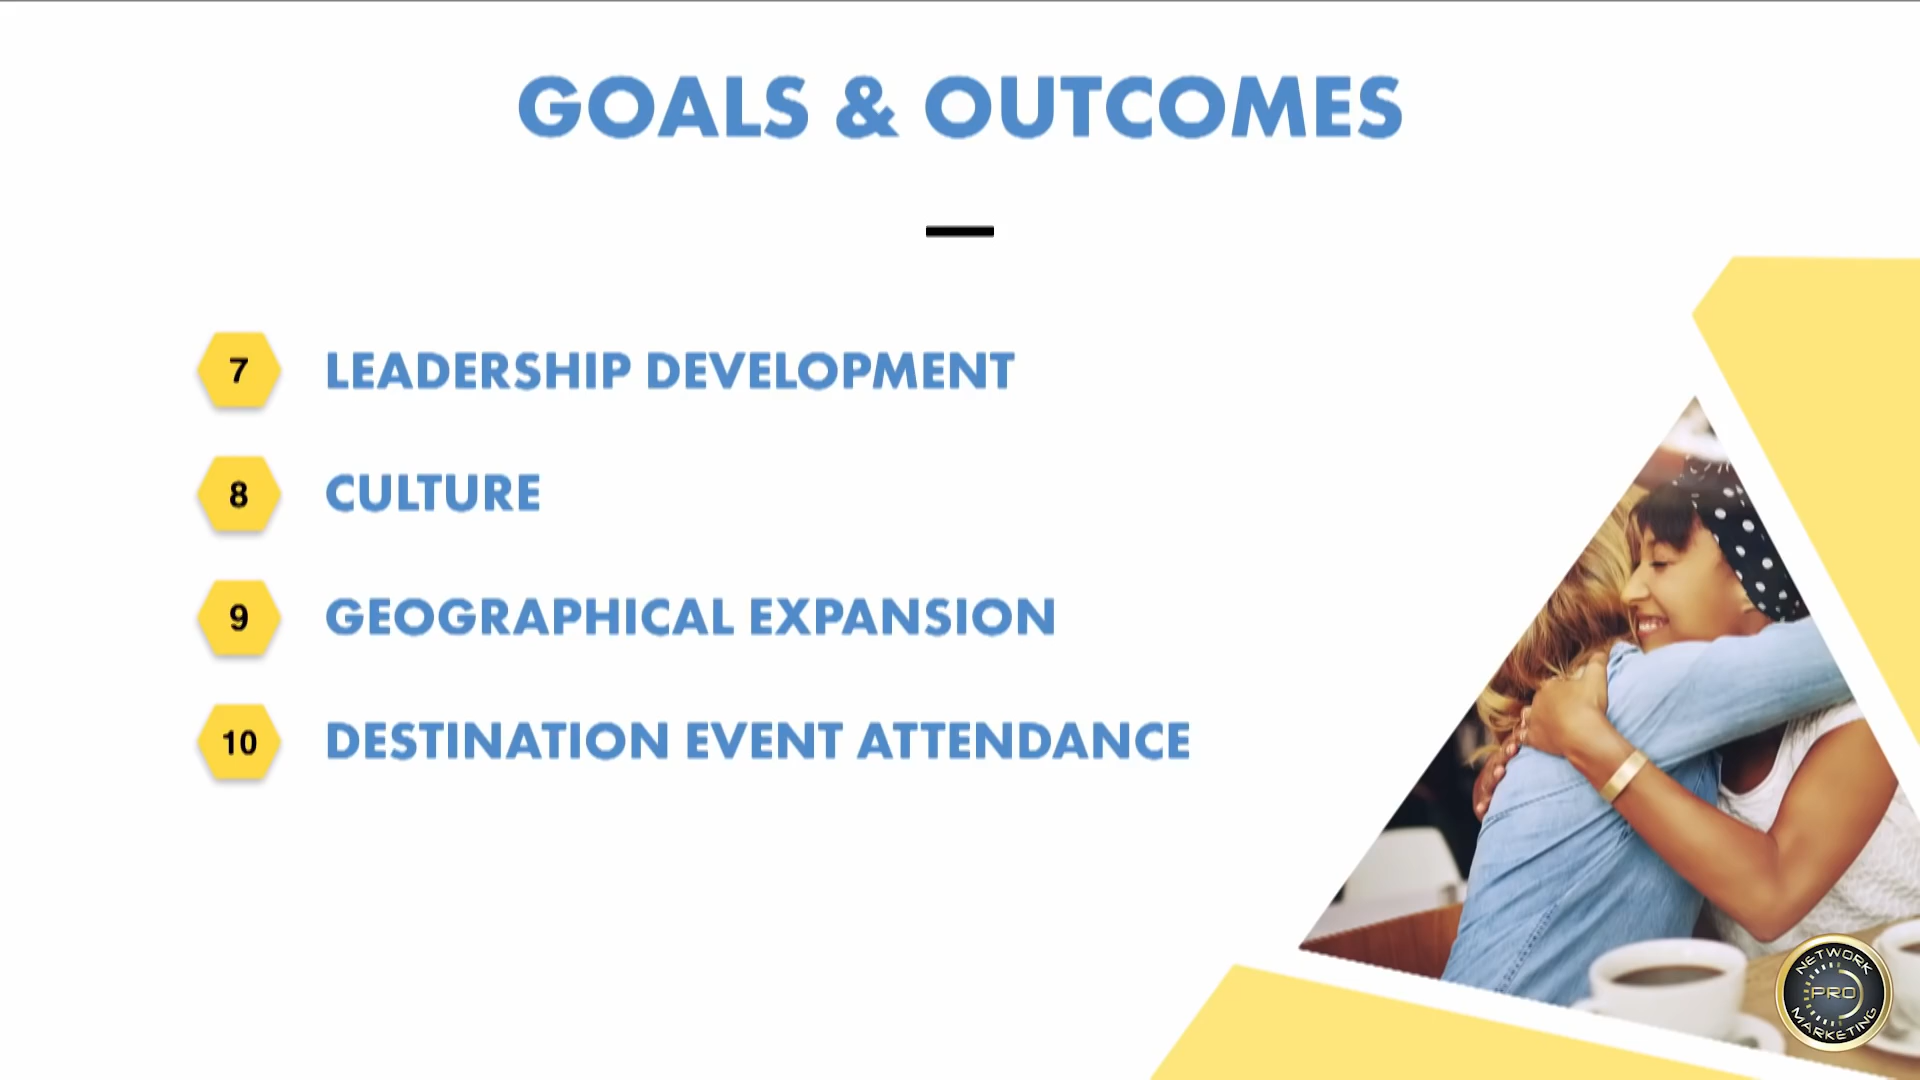 GOALS & OUTCOMES
7 LEADERSHIP DEVELOPMENT
8 CULTURE
9 GEOGRAPHICAL EXPANSION
10 DESTINATION EVENT ATTENDANCE
NETWORK
PRO
MARKETING